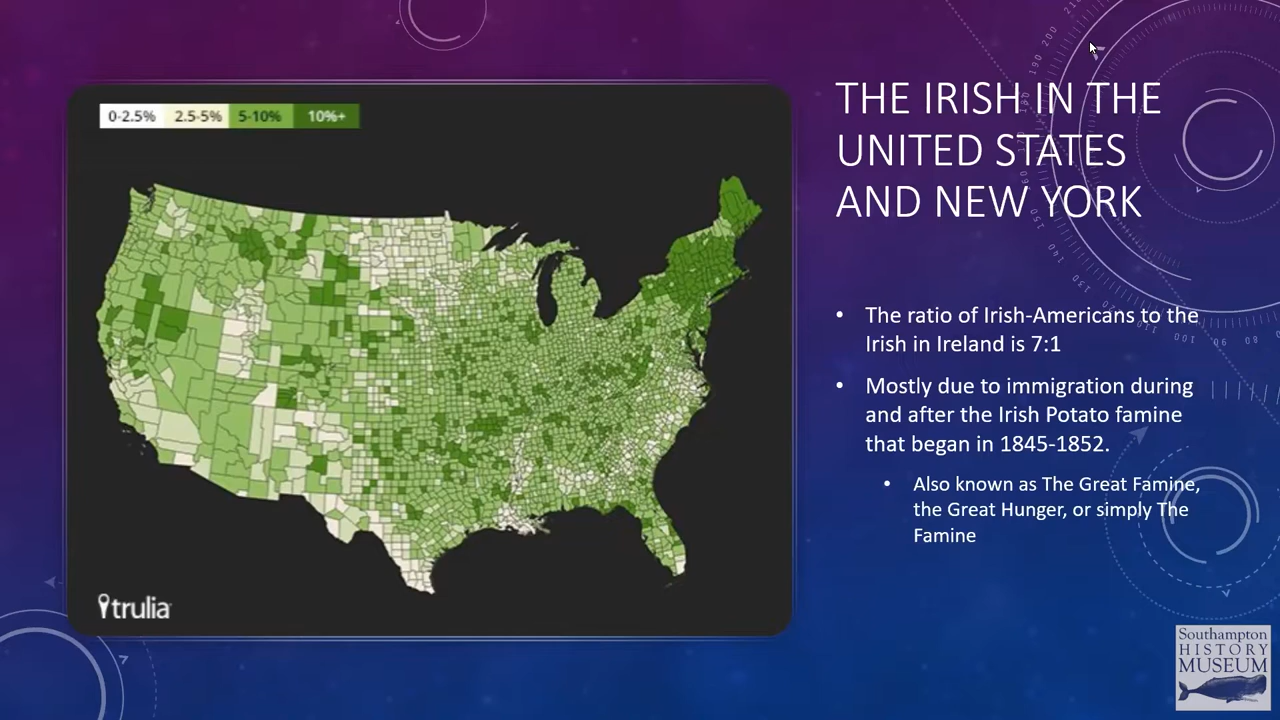 0-2.5% 2.5-5% 5-10% 10%+
trulia
THE IRISH IN THE
UNITED STATES
AND NEW YORK
• The ratio of Irish-Americans to the
Irish in Ireland is 7:1
• Mostly due to immigration during
and after the Irish Potato famine
that began in 1845-1852.
• Also known as The Great Famine,
the Great Hunger, or simply The
Famine
Southampton
HISTORY
MUSEUM